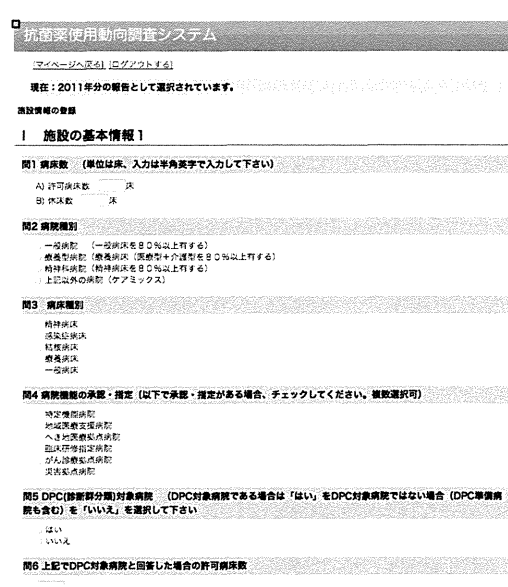 抗菌薬使用動向調査システム
[マイページへ戻る] [ログアウトする]
現在：2011年分の報告として選択されています。
施設情報の登録
I 施設の基本情報1
問1 病床数 （単位は床、入力は半角英字で入力して下さい）
A) 許可病床数 床
B) 休床数 床
問2 病院種別
一般病院 （一般病床を80%以上有する）
療養型病院（療養病床（医療型+介護型を80%以上有する）
精神科病院（精神病床を80%以上有する）
上記以外の病院（ケアミックス）
問3 病床種別
精神病床
感染症病床
結核病床
療養病床
一般病床
問4 病院機能の承認・指定（以下で承認・指定がある場合、チェックしてください。複数選択可）
特定機能病院
地域医療支援病院
へき地医療拠点病院
臨床研修指定病院
がん診療拠点病院
災害拠点病院
問5 DPC(診断群分類)対象病院 （DPC対象病院である場合は「はい」をDPC対象病院ではない場合（DPC準備病
院も含む）を「いいえ」を選択して下さい
はい
いいえ
問6 上記でDPC対象病院と回答した場合の許可病床数